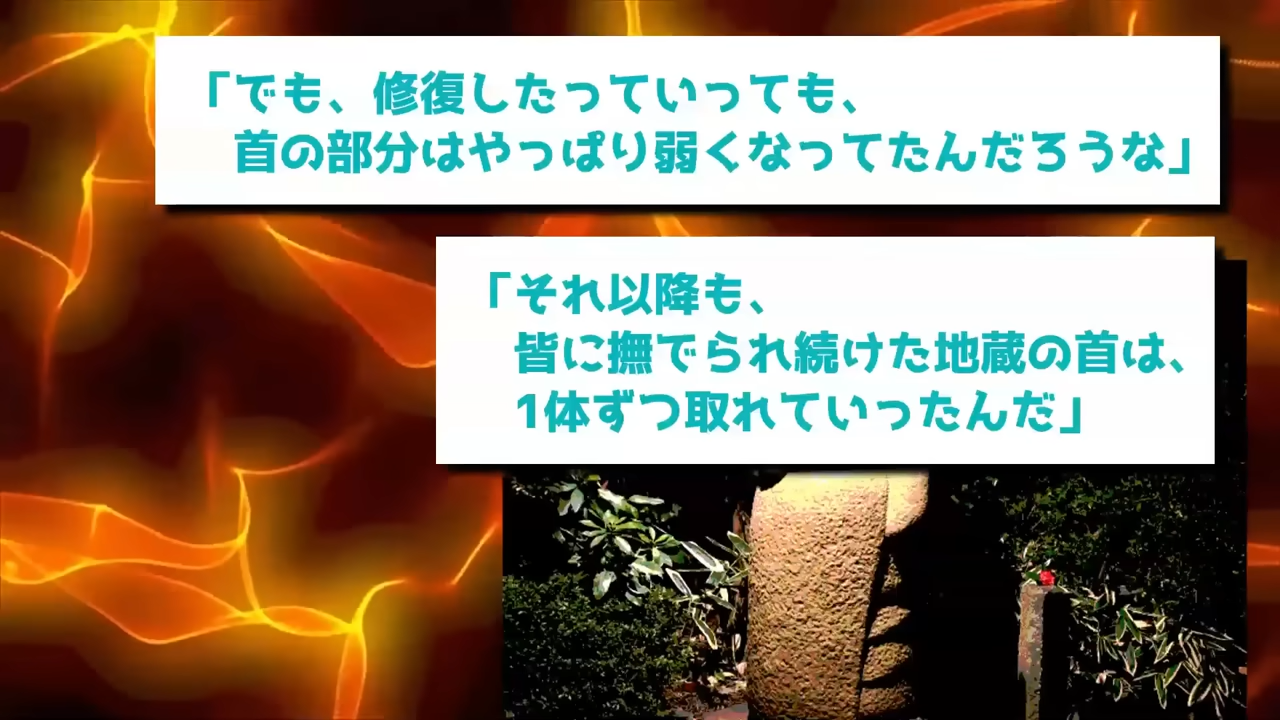 「でも、修復したっていっても、
首の部分はやっぱり弱くなってたんだろうな」
「それ以降も、
皆に撫でられ続けた地蔵の首は、
1体ずつ取れていったんだ」